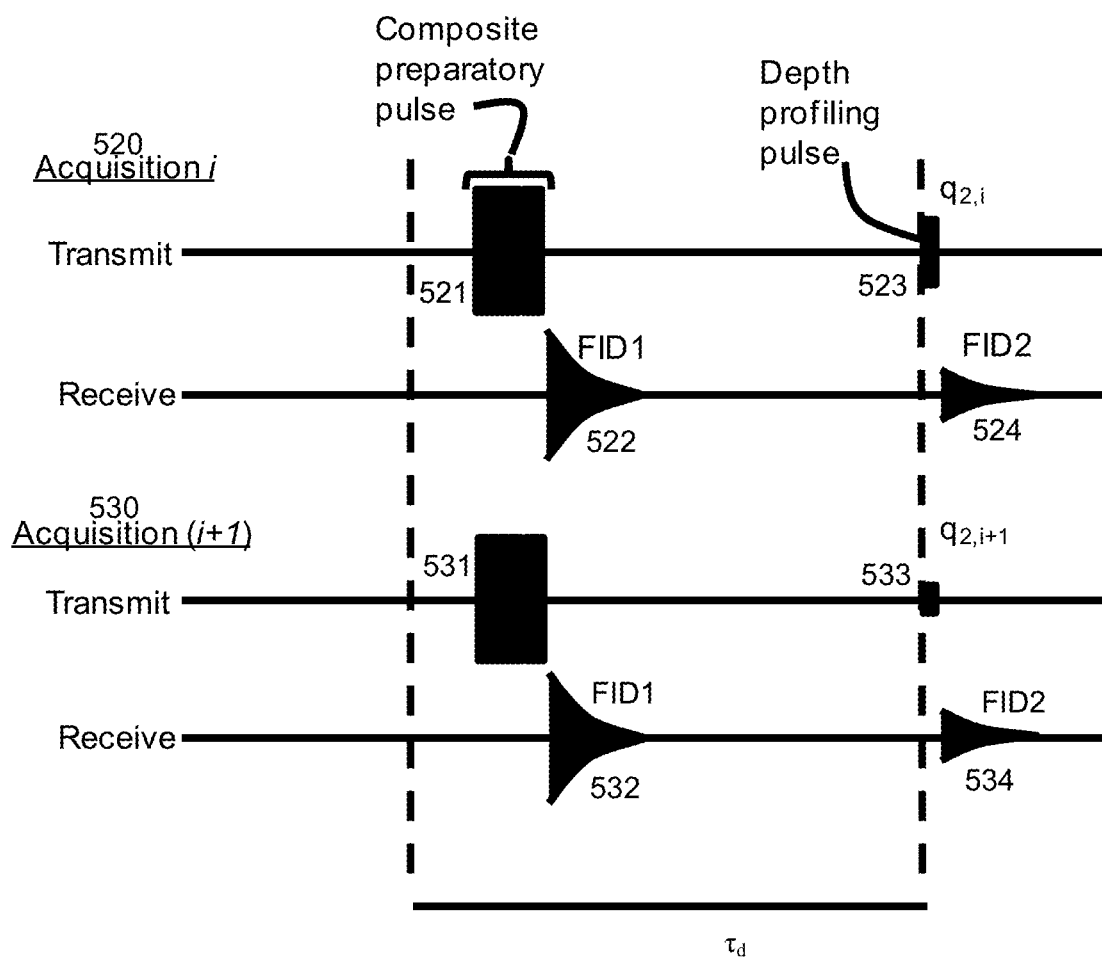 Composite
preparatory
pulse
Depth
profiling
pulse
520
Acquisition i
q2,i
Transmit
521
523
FID1
FID2
Receive
522
524
530
Acquisition (i+1)
q2,i+1
531
533
Transmit
FID1
FID2
Receive
532
534
τd